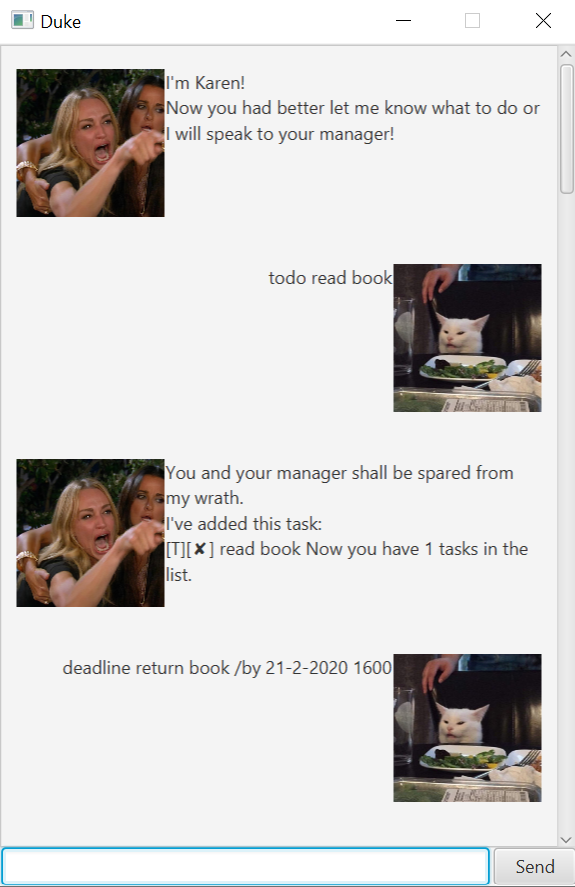 Duke
I'm Karen!
Now you had better let me know what to do or
I will speak to your manager!
todo read book
You and your manager shall be spared from
my wrath.
I've added this task:
[T][✘] read book Now you have 1 tasks in the
list.
deadline return book /by 21-2-2020 1600
Send